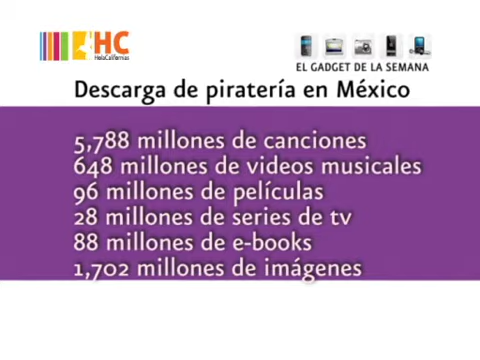 HC
HolaCalifornias
EL GADGET DE LA SEMANA
Descarga de piratería en México
5,788 millones de canciones
648 millones de videos musicales
96 millones de películas
28 millones de series de tv
88 millones de e-books
1,702 millones de imágenes